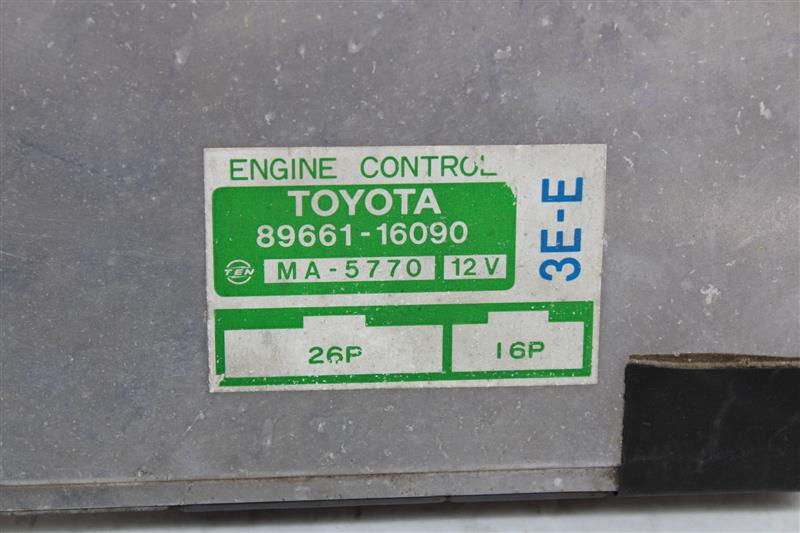 ENGINE CONTROL
TOYOTA
89661-16090
TEN MA-5770 12V
3E-E
26P 16P